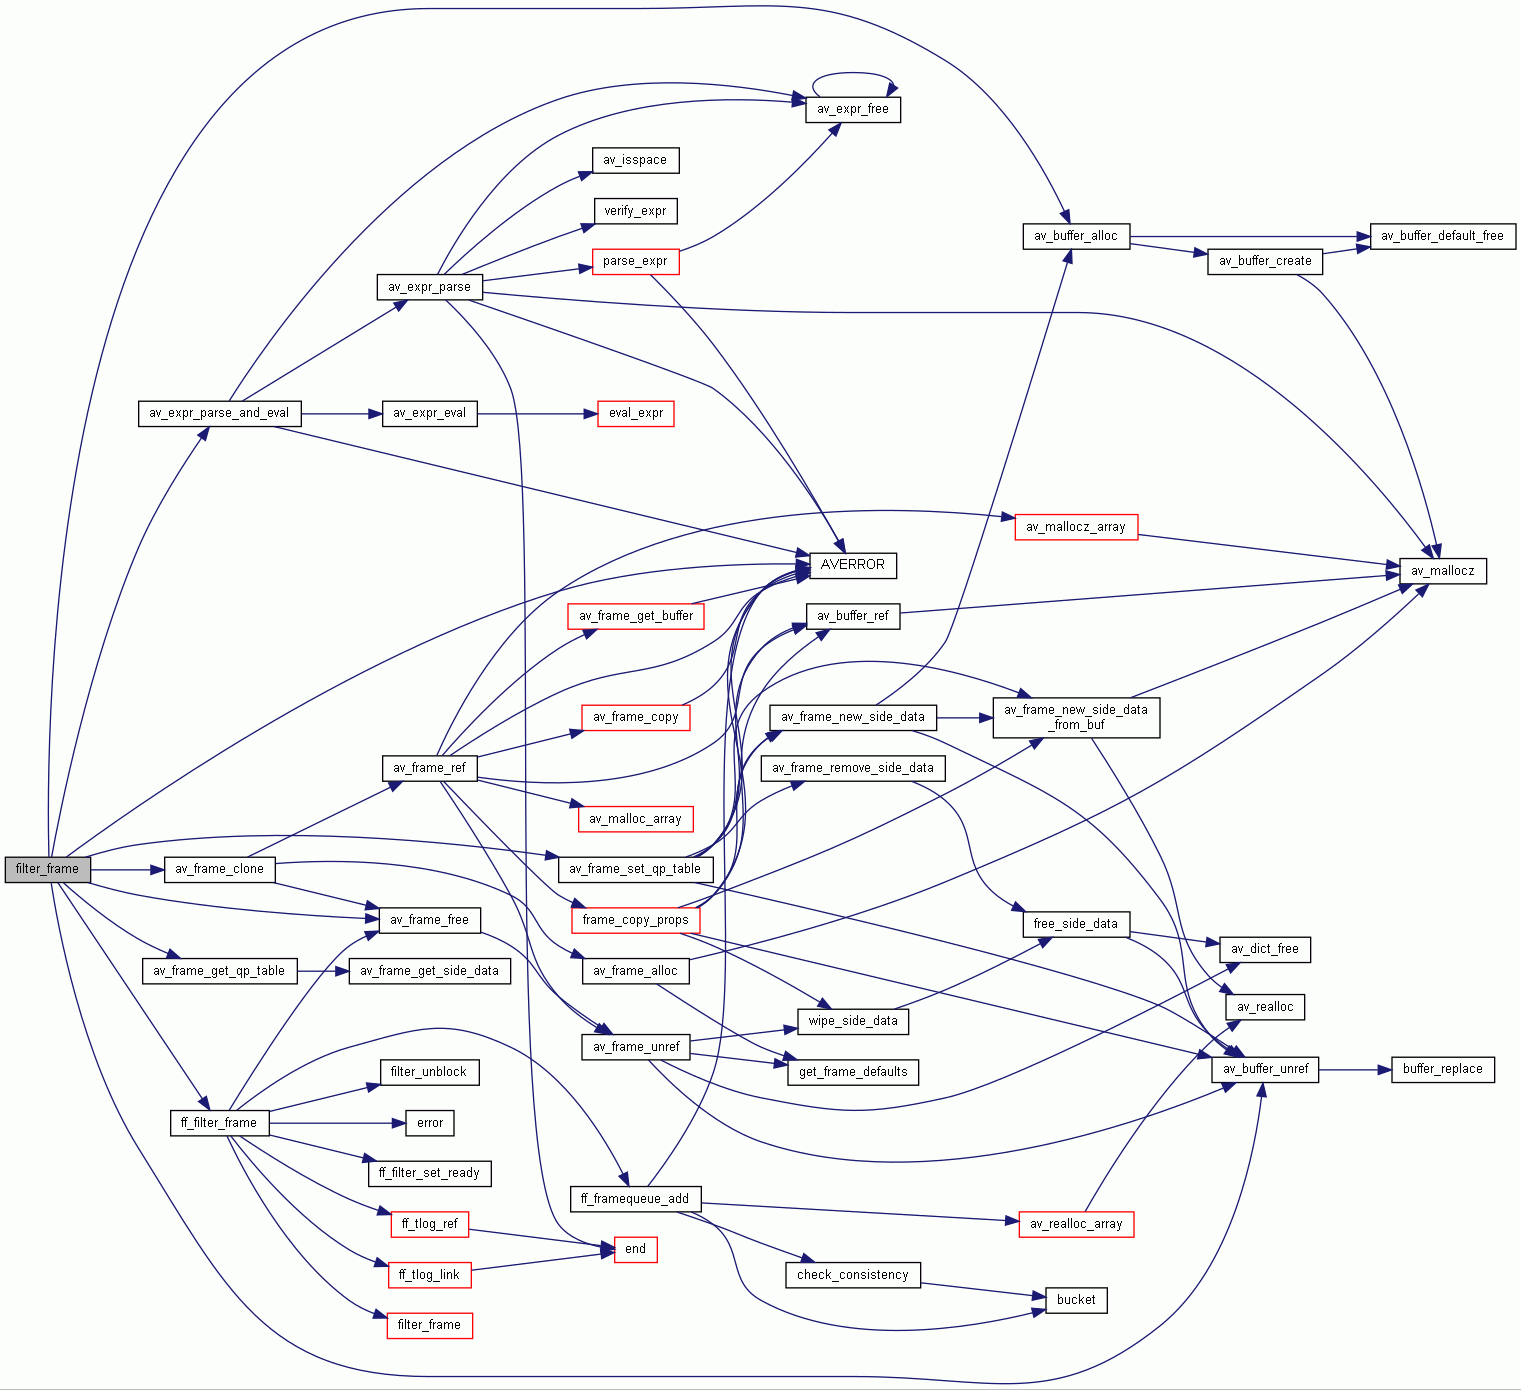 av_expr_free
av_isspace
verify_expr
av_buffer_alloc
av_buffer_default_free
parse_expr
av_buffer_create
av_expr_parse
av_expr_parse_and_eval
av_expr_eval
eval_expr
av_mallocz_array
AVERROR
av_mallocz
av_frame_get_buffer
av_buffer_ref
av_frame_copy
av_frame_new_side_data
av_frame_new_side_data
_from_buf
av_frame_ref
av_frame_remove_side_data
av_malloc_array
filter_frame
av_frame_clone
av_frame_set_qp_table
av_frame_free
frame_copy_props
free_side_data
av_dict_free
av_frame_get_qp_table
av_frame_get_side_data
av_frame_alloc
av_realloc
wipe_side_data
av_frame_unref
filter_unblock
get_frame_defaults
av_buffer_unref
buffer_replace
ff_filter_frame
error
ff_filter_set_ready
ff_framequeue_add
ff_tlog_ref
av_realloc_array
end
ff_tlog_link
check_consistency
bucket
filter_frame